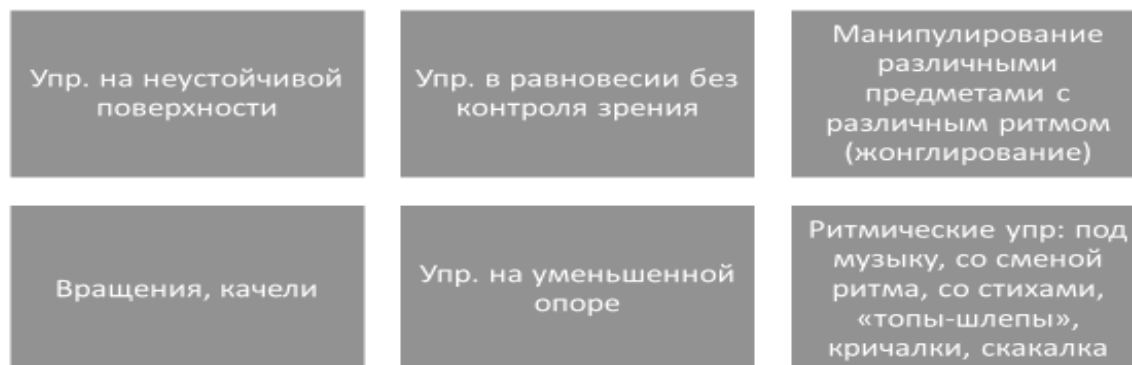 Упр. на неустойчивой
поверхности
Упр. в равновесии без
контроля зрения
Манипулирование
различными
предметами с
различным ритмом
(жонглирование)
Вращения, качели
Упр. на уменьшенной
опоре
Ритмические упр: под
музыку, со сменой
ритма, со стихами,
«топы-шлепы»,
кричалки, скакалка